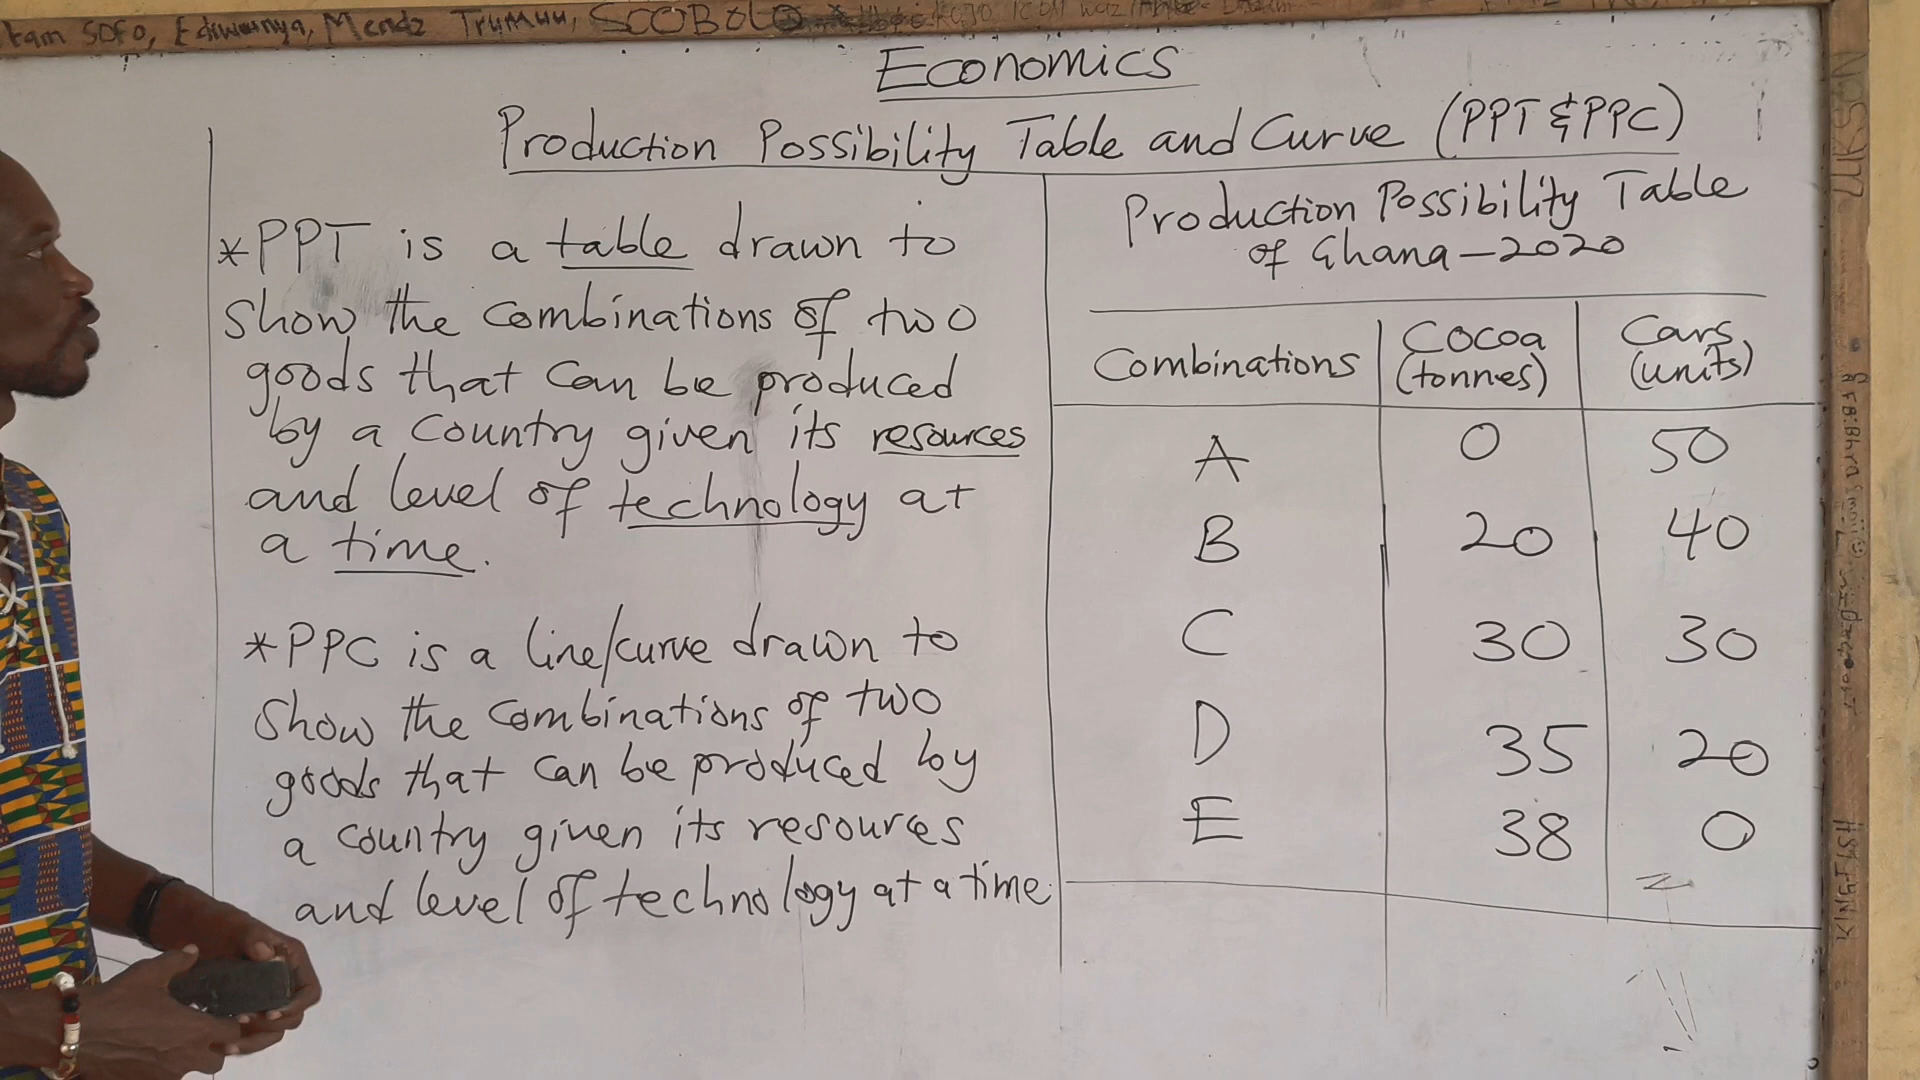 Economics
Production Possibility Table and Curve (PPT & PPC)
*PPT is a table drawn to
show the combinations of two
goods that can be produced
by a country given its resources
and level of technology at
a time.
*PPC is a line/curve drawn to
show the combinations of two
goods that can be produced by
a country given its resources
and level of technology at a time.
Production Possibility Table
of Ghana-2020
Combinations Cocoa (tonnes) Cars (units)
A 0 50
B 20 40
C 30 30
D 35 20
E 38 0